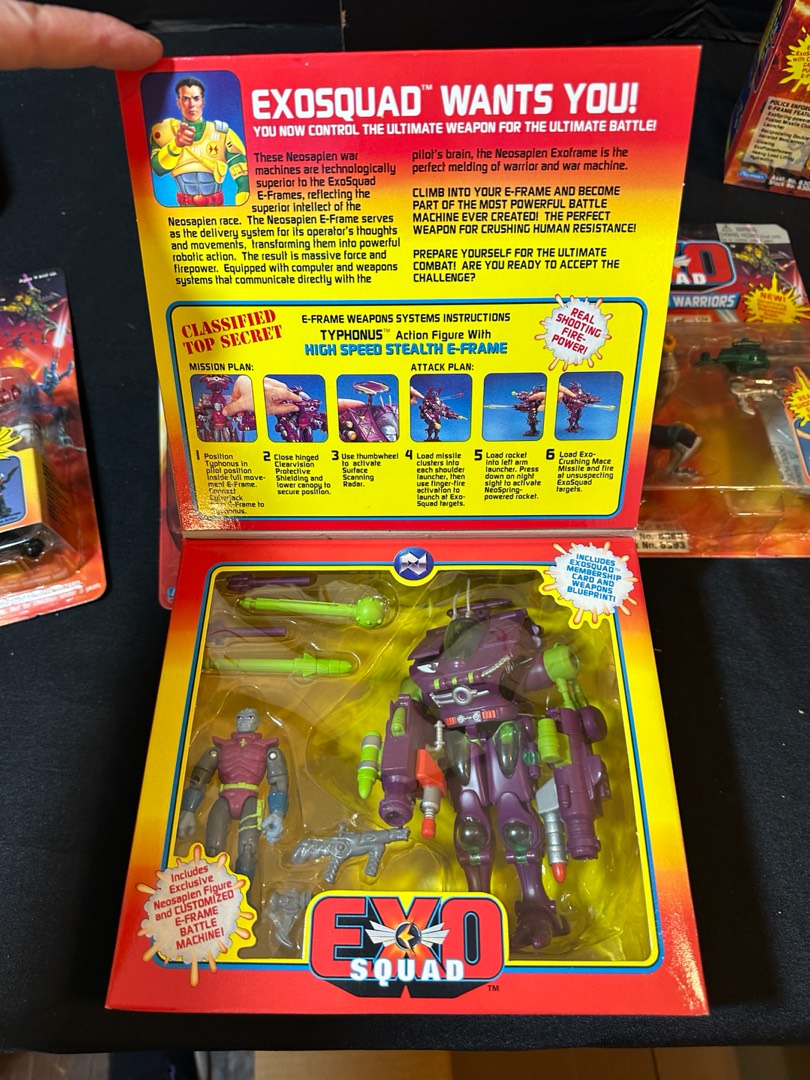 EXOSQUAD™ WANTS YOU!
YOU NOW CONTROL THE ULTIMATE WEAPON FOR THE ULTIMATE BATTLE!
These Neosapien war
machines are technologically
superior to the ExoSquad
E-Frames, reflecting the
superior intellect of the
Neosapien race. The Neosapien E-Frame serves
as the delivery system for its operator's thoughts
and movements, transforming them into powerful
robotic action. The result is massive force and
firepower. Equipped with computer and weapons
systems that communicate directly with the
pilot's brain, the Neosapien Exoframe is the
perfect melding of warrior and war machine.
CLIMB INTO YOUR E-FRAME AND BECOME
PART OF THE MOST POWERFUL BATTLE
MACHINE EVER CREATED! THE PERFECT
WEAPON FOR CRUSHING HUMAN RESISTANCE!
PREPARE YOURSELF FOR THE ULTIMATE
COMBAT! ARE YOU READY TO ACCEPT THE
CHALLENGE?
CLASSIFIED
TOP SECRET
E-FRAME WEAPONS SYSTEMS INSTRUCTIONS
TYPHONUS™ Action Figure With
HIGH SPEED STEALTH E-FRAME
REAL
SHOOTING
FIRE-
POWER!
MISSION PLAN:
ATTACK PLAN:
1 Position
Typhonus in
pilot position
inside full move-
ment E-Frame.
2 Close hinged
Clearvision
Protective
Shielding and
lower canopy to
secure position.
3 Use thumbwheel
to activate
Surface
Scanning
Radar.
4 Load missile
clusters into
each shoulder
launcher, then
use finger-fire
activation to
launch at Exo-
Squad targets.
5 Load rocket
into left arm
launcher. Press
down on night
sight to activate
NeoSpring-
powered rocket.
6 Load Exo-
Crushing Mace
Missile and fire
at unsuspecting
ExoSquad
targets.
INCLUDES
EXOSQUAD™
MEMBERSHIP
CARD AND
WEAPONS
BLUEPRINT!
Includes
Exclusive
Neosapien Figure
and CUSTOMIZED
E-FRAME
BATTLE
MACHINE!
EXO
SQUAD
™
WARRIORS
NEW!